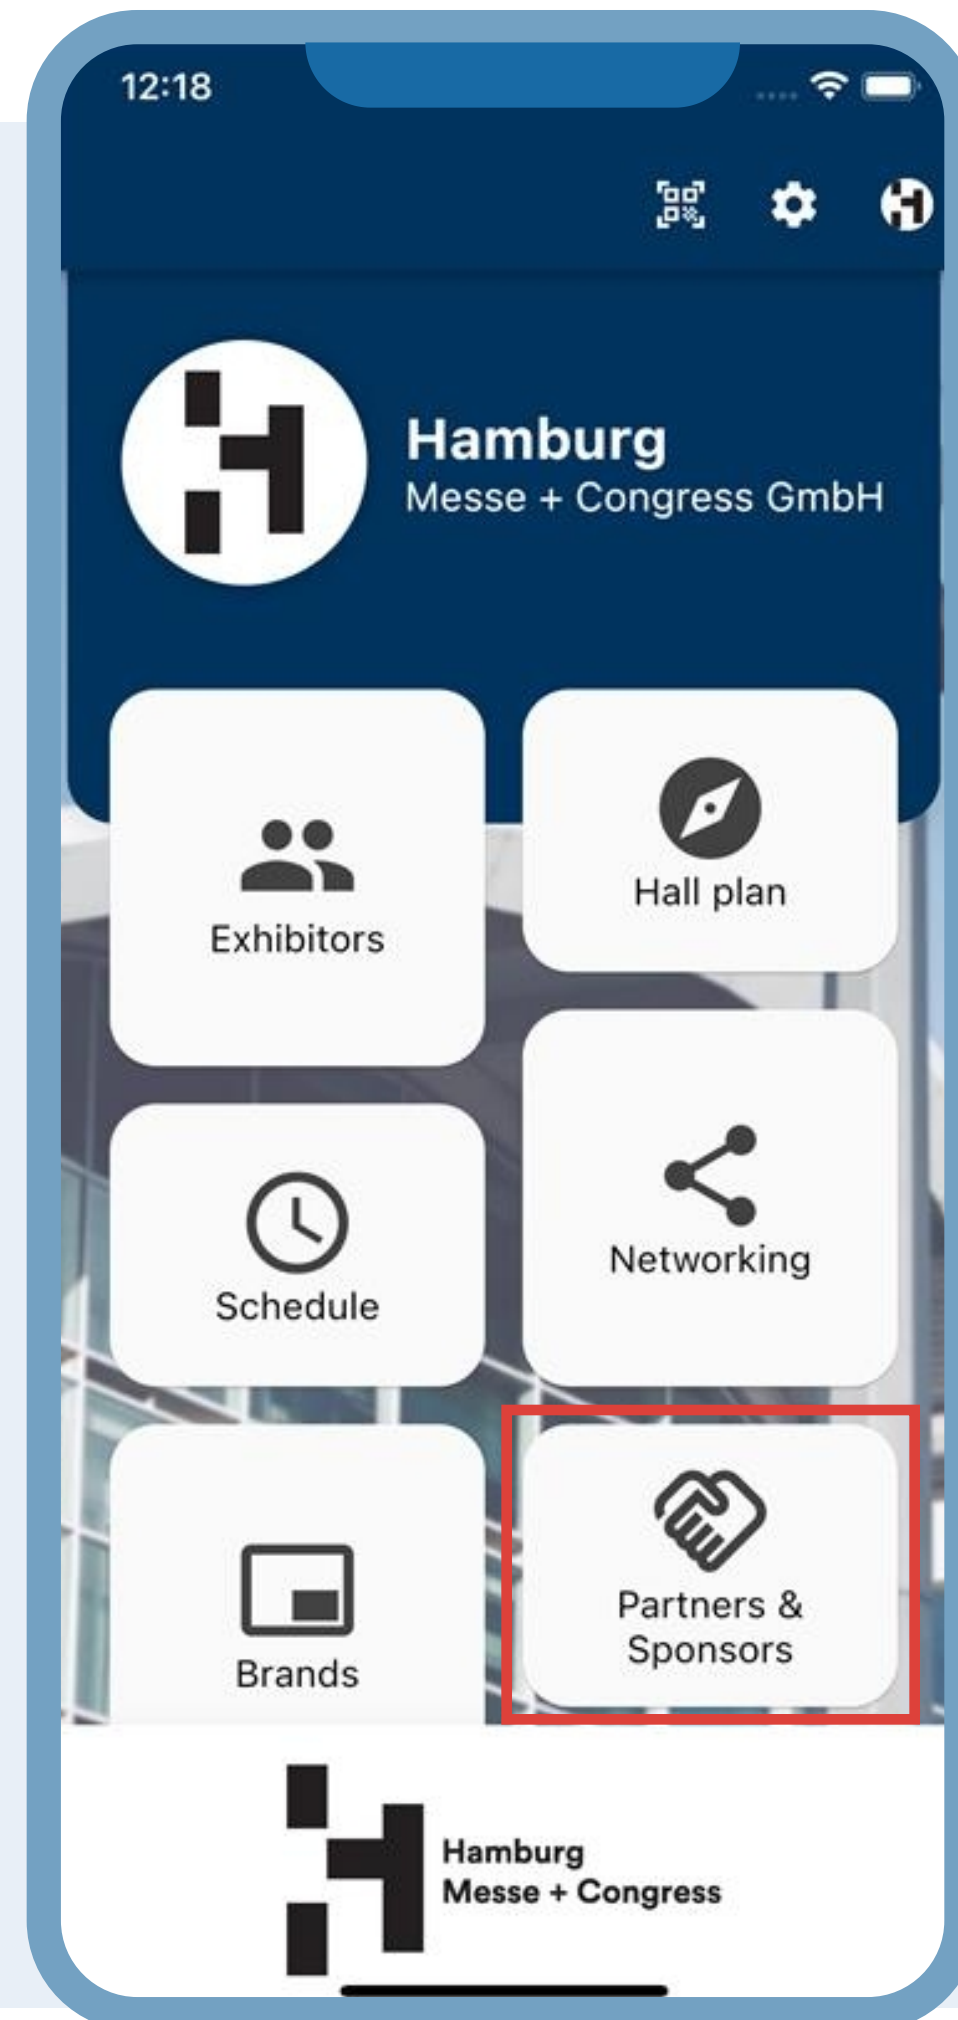 12:18
Hamburg
Messe + Congress GmbH
Exhibitors
Hall plan
Schedule
Networking
Brands
Partners &
Sponsors
Hamburg
Messe + Congress